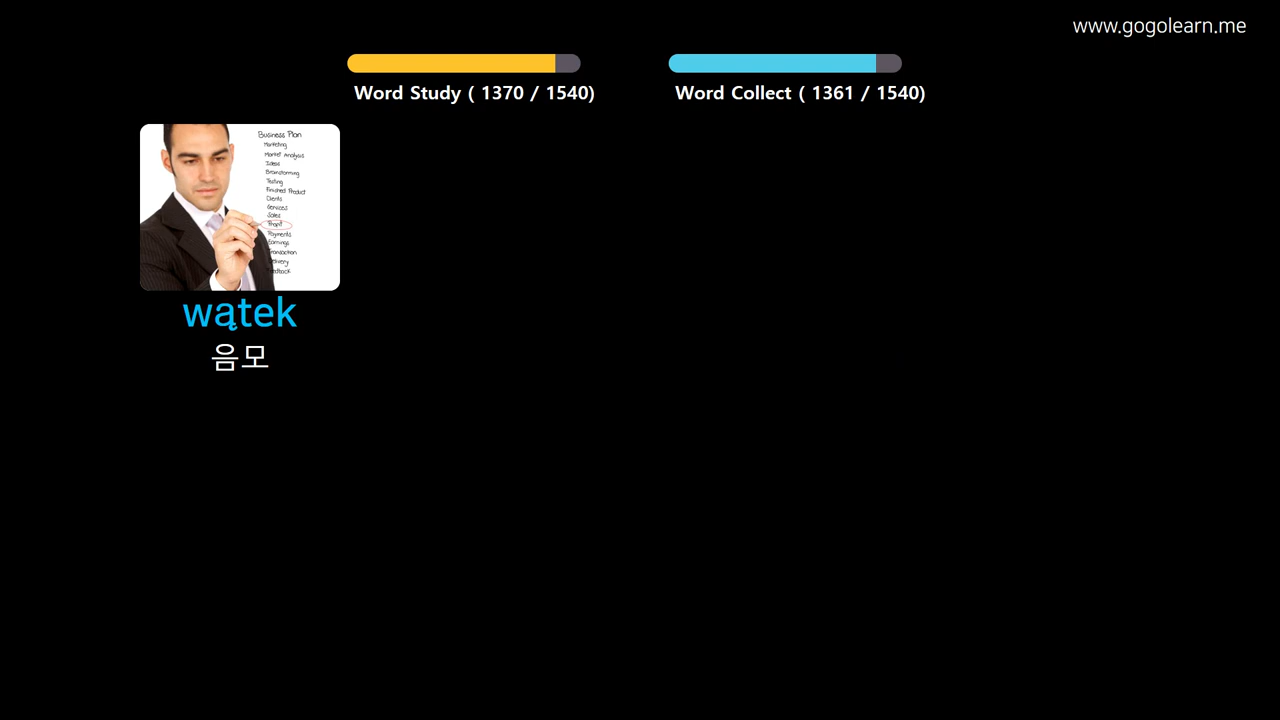 www.gogolearn.me
Word Study ( 1370 / 1540)
Word Collect ( 1361 / 1540)
Business Plan
Marketing
Market Analysis
Ideas
Brainstorming
Testing
Finished Product
Clients
Services
Sales
Profit
Payments
Earnings
wątek
음모